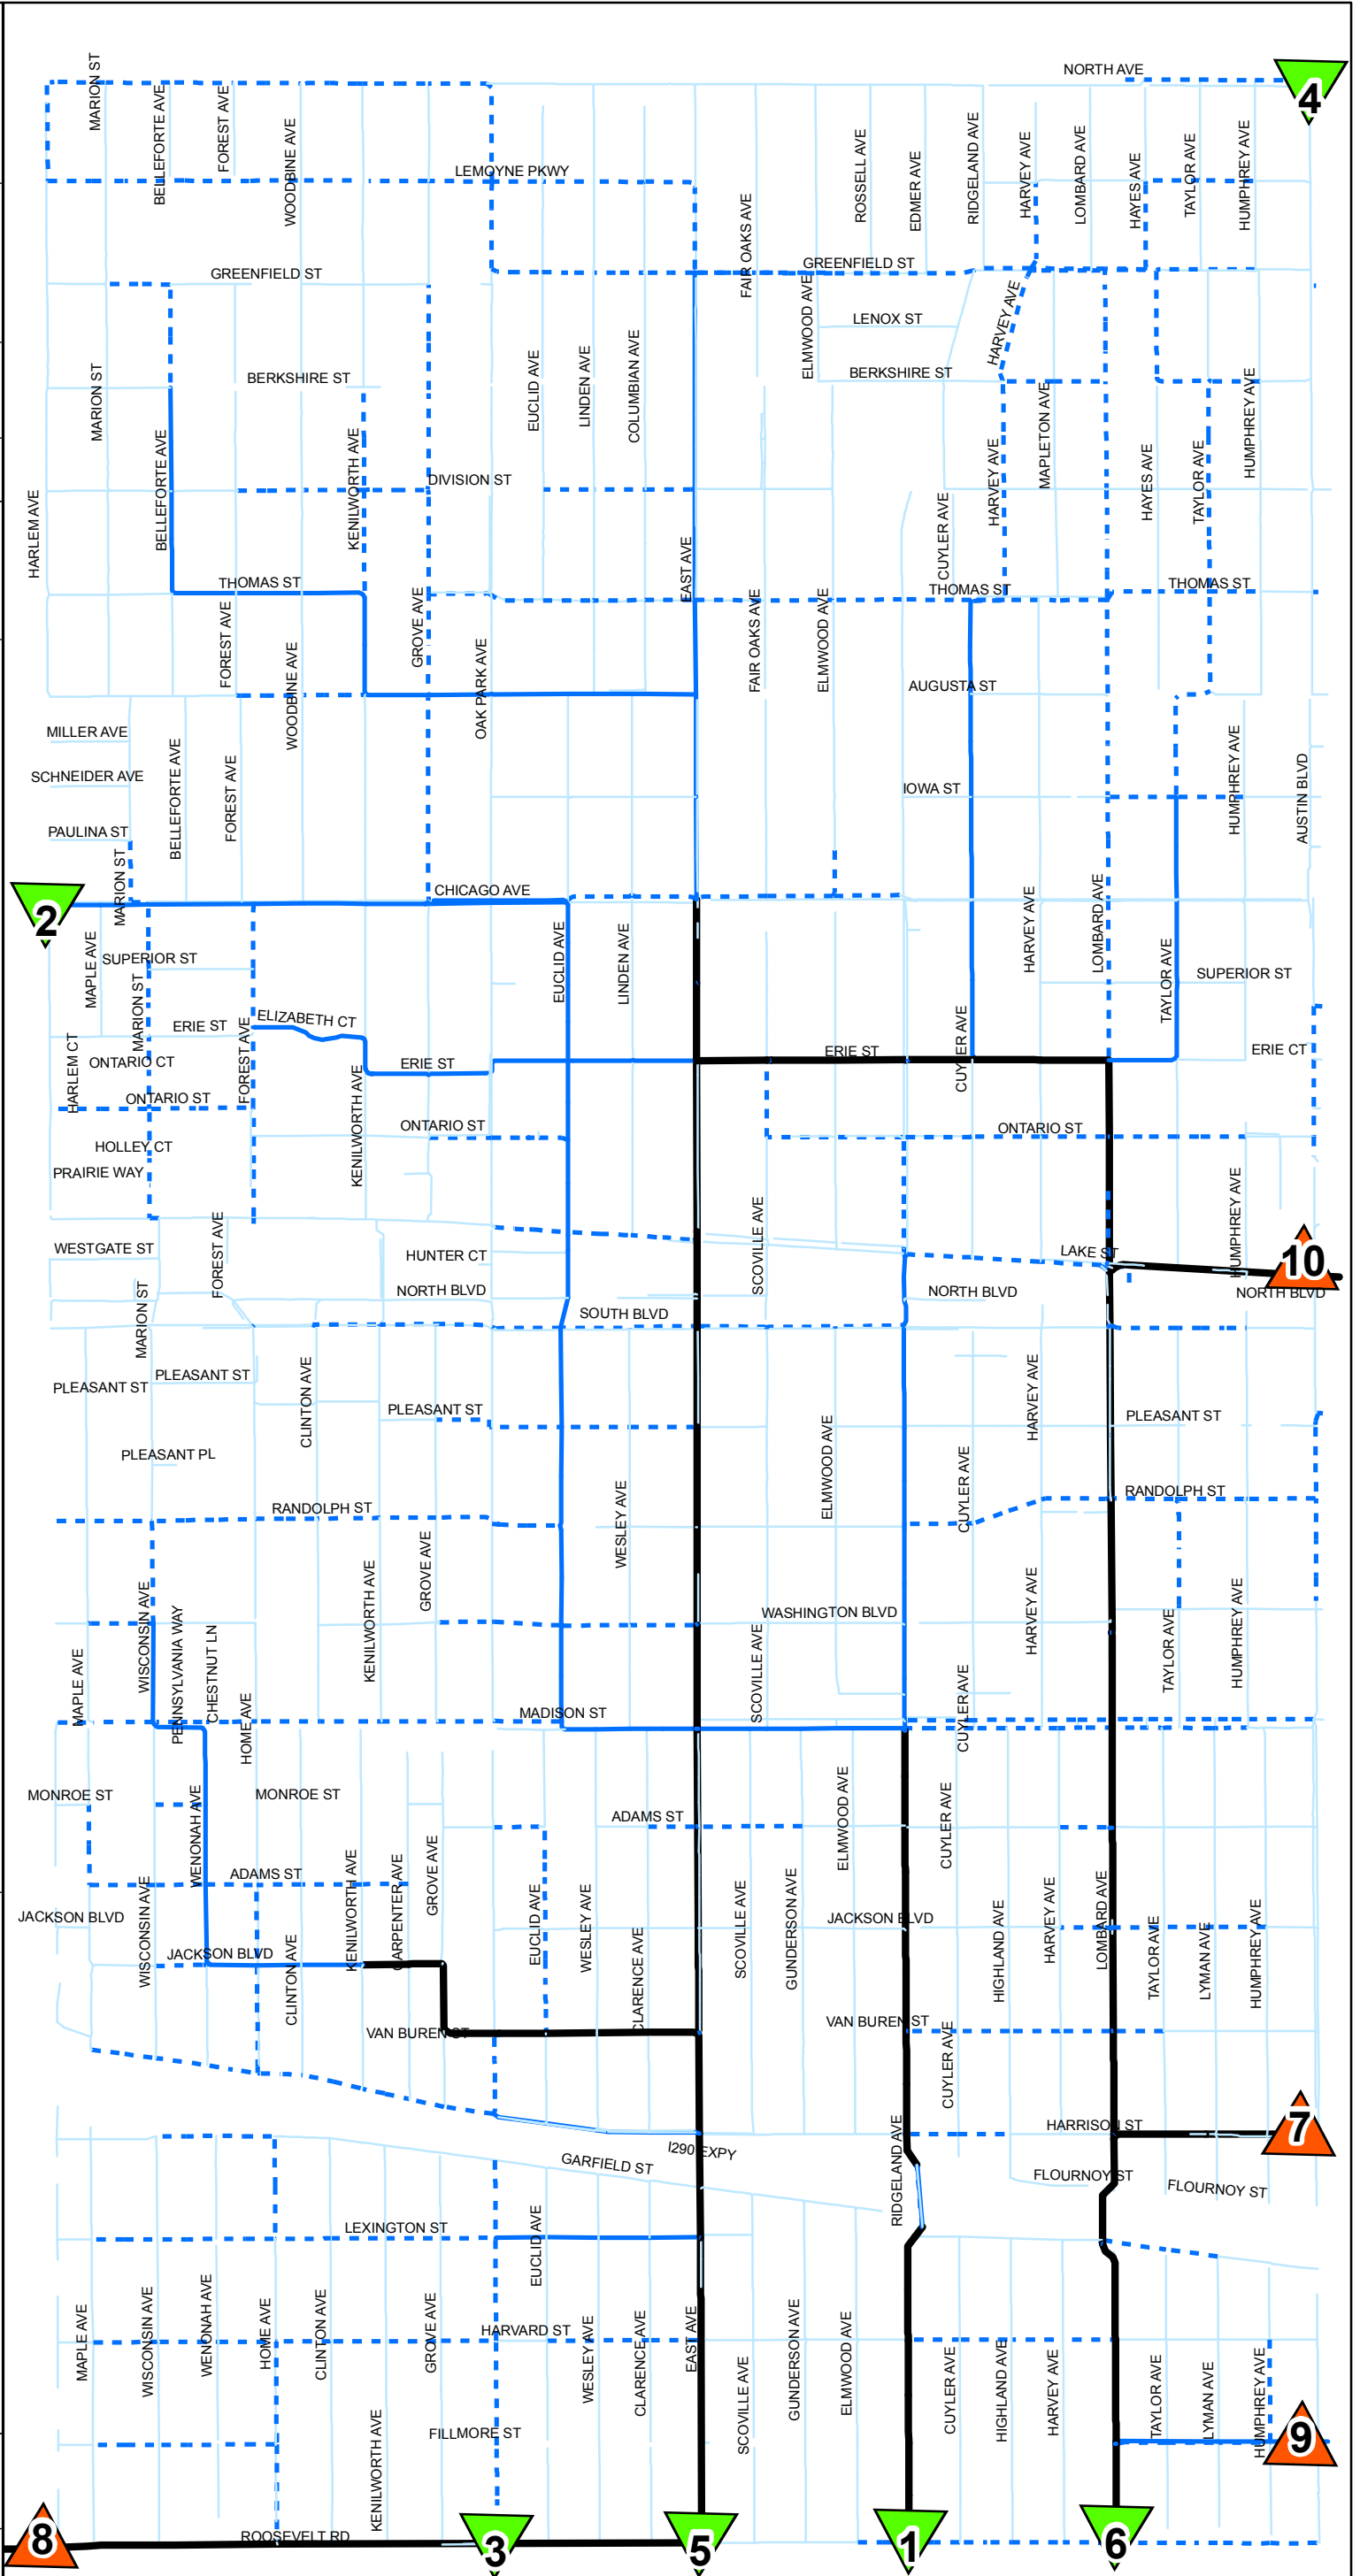 NORTH AVE
4
MARION ST
BELLEFORTE AVE
FOREST AVE
WOODBINE AVE
LEMOYNE PKWY
FAIR OAKS AVE
ROSSELL AVE
EDMER AVE
RIDGELAND AVE
HARVEY AVE
LOMBARD AVE
HAYES AVE
TAYLOR AVE
HUMPHREY AVE
GREENFIELD ST
GREENFIELD ST
ELMWOOD AVE
LENOX ST
HARVEY AVE
BERKSHIRE ST
BERKSHIRE ST
MARION ST
EUCLID AVE
LINDEN AVE
COLUMBIAN AVE
MAPLETON AVE
HUMPHREY AVE
HARLEM AVE
BELLEFORTE AVE
KENILWORTH AVE
DIVISION ST
CUYLER AVE
HARVEY AVE
HAYES AVE
TAYLOR AVE
EAST AVE
THOMAS ST
THOMAS ST
THOMAS ST
FOREST AVE
WOODBINE AVE
GROVE AVE
OAK PARK AVE
FAIR OAKS AVE
ELMWOOD AVE
AUGUSTA ST
MILLER AVE
SCHNEIDER AVE
PAULINA ST
BELLEFORTE AVE
FOREST AVE
IOWA ST
HUMPHREY AVE
AUSTIN BLVD
MARION ST
CHICAGO AVE
2
MAPLE AVE
SUPERIOR ST
MARION ST
EUCLID AVE
LINDEN AVE
HARVEY AVE
LOMBARD AVE
TAYLOR AVE
SUPERIOR ST
ERIE ST
ELIZABETH CT
HARLEM CT
ONTARIO CT
FOREST AVE
KENILWORTH AVE
ERIE ST
ERIE ST
CUYLER AVE
ERIE CT
ONTARIO ST
ONTARIO ST
ONTARIO ST
HOLLEY CT
PRAIRIE WAY
WESTGATE ST
FOREST AVE
HUNTER CT
SCOVILLE AVE
LAKE ST
HUMPHREY AVE
10
MARION ST
NORTH BLVD
NORTH BLVD
NORTH BLVD
SOUTH BLVD
PLEASANT ST
PLEASANT ST
CLINTON AVE
PLEASANT ST
HARVEY AVE
PLEASANT ST
PLEASANT PL
ELMWOOD AVE
CUYLER AVE
RANDOLPH ST
RANDOLPH ST
WESLEY AVE
WISCONSIN AVE
PENNSYLVANIA WAY
CHESTNUT LN
KENILWORTH AVE
GROVE AVE
WASHINGTON BLVD
HARVEY AVE
TAYLOR AVE
HUMPHREY AVE
MAPLE AVE
HOME AVE
MADISON ST
SCOVILLE AVE
CUYLER AVE
MONROE ST
MONROE ST
WENONAH AVE
ADAMS ST
ELMWOOD AVE
CUYLER AVE
ADAMS ST
JACKSON BLVD
WISCONSIN AVE
JACKSON BLVD
CLINTON AVE
KENILWORTH AVE
CARPENTER AVE
GROVE AVE
EUCLID AVE
WESLEY AVE
CLARENCE AVE
SCOVILLE AVE
GUNDERSON AVE
JACKSON BLVD
HIGHLAND AVE
HARVEY AVE
LOMBARD AVE
TAYLOR AVE
LYMAN AVE
HUMPHREY AVE
VAN BUREN ST
VAN BUREN ST
CUYLER AVE
HARRISON ST
7
I290 EXPY
GARFIELD ST
RIDGELAND AVE
FLOURNOY ST
FLOURNOY ST
LEXINGTON ST
EUCLID AVE
MAPLE AVE
WISCONSIN AVE
WENONAH AVE
HOME AVE
CLINTON AVE
GROVE AVE
HARVARD ST
WESLEY AVE
CLARENCE AVE
EAST AVE
SCOVILLE AVE
GUNDERSON AVE
ELMWOOD AVE
CUYLER AVE
HIGHLAND AVE
HARVEY AVE
TAYLOR AVE
LYMAN AVE
HUMPHREY AVE
KENILWORTH AVE
FILLMORE ST
9
ROOSEVELT RD
8
3
5
1
6